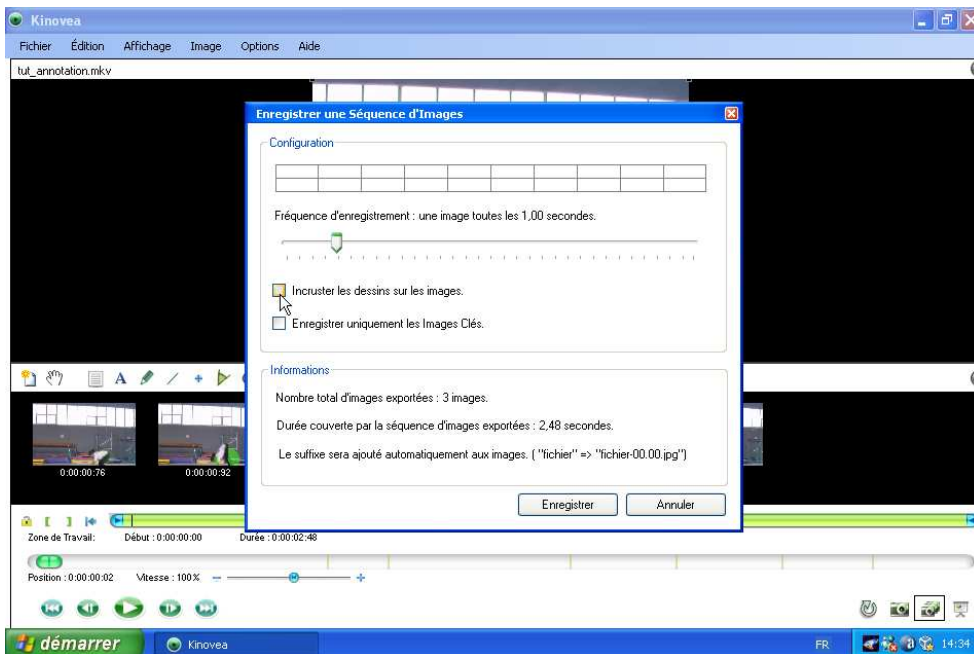 Kinovea
Fichier Édition Affichage Image Options Aide
tut_annotation.mkv
Enregistrer une Séquence d'Images
Configuration
Fréquence d'enregistrement : une image toutes les 1,00 secondes.
Incruster les dessins sur les images.
Enregistrer uniquement les Images Clés.
Informations
Nombre total d'images exportées : 3 images.
Durée couverte par la séquence d'images exportées : 2,48 secondes.
Le suffixe sera ajouté automatiquement aux images. ( "fichier" => "fichier-00.00.jpg")
Enregistrer Annuler
0:00:00:76 0:00:00:92
Zone de Travail: Début : 0:00:00:00 Durée : 0:00:02:48
Position : 0:00:00:02 Vitesse : 100%
démarrer Kinovea FR 14:34